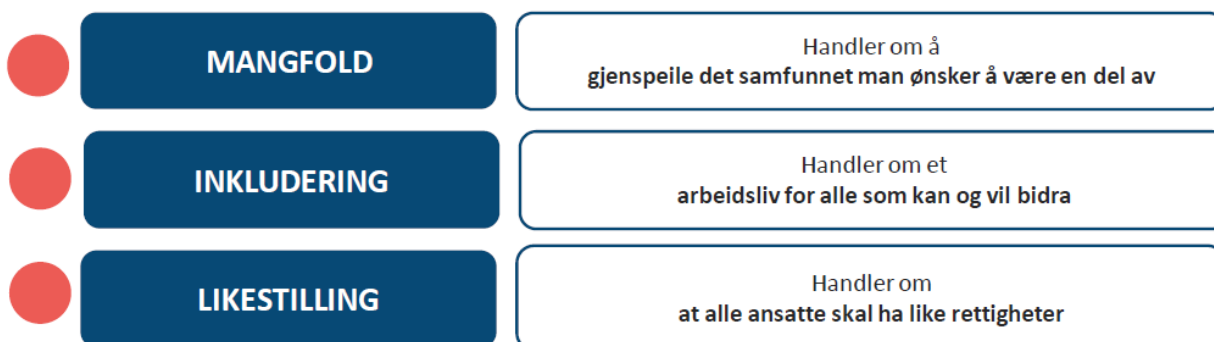 MANGFOLD
Handler om å
gjenspeile det samfunnet man ønsker å være en del av
INKLUDERING
Handler om et
arbeidsliv for alle som kan og vil bidra
LIKESTILLING
Handler om
at alle ansatte skal ha like rettigheter